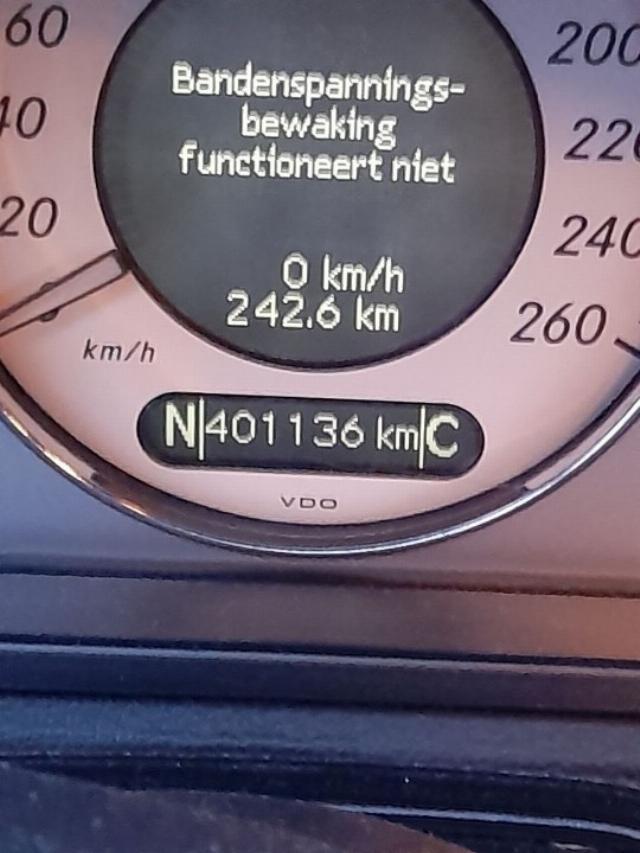 60
40
20
200
220
240
260
Bandenspannings-
bewaking
functioneert niet
0 km/h
242.6 km
km/h
N|401136 km|C
VDO